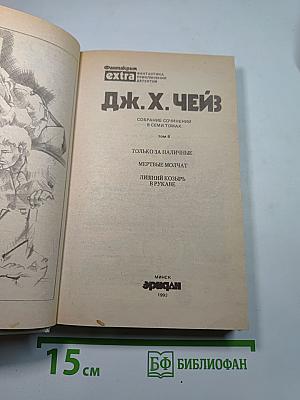 Фантакрим
extra
ФАНТАСТИКА
ПРИКЛЮЧЕНИЯ
ДЕТЕКТИВ
ДЖ. Х. ЧЕЙЗ
СОБРАНИЕ СОЧИНЕНИЙ
В СЕМИ ТОМАХ
ТОМ 6
ТОЛЬКО ЗА НАЛИЧНЫЕ
МЕРТВЫЕ МОЛЧАТ
ЛИШНИЙ КОЗЫРЬ
В РУКАВЕ
МИНСК
Эридан
1992
15 см
БФ БИБЛИОФАН